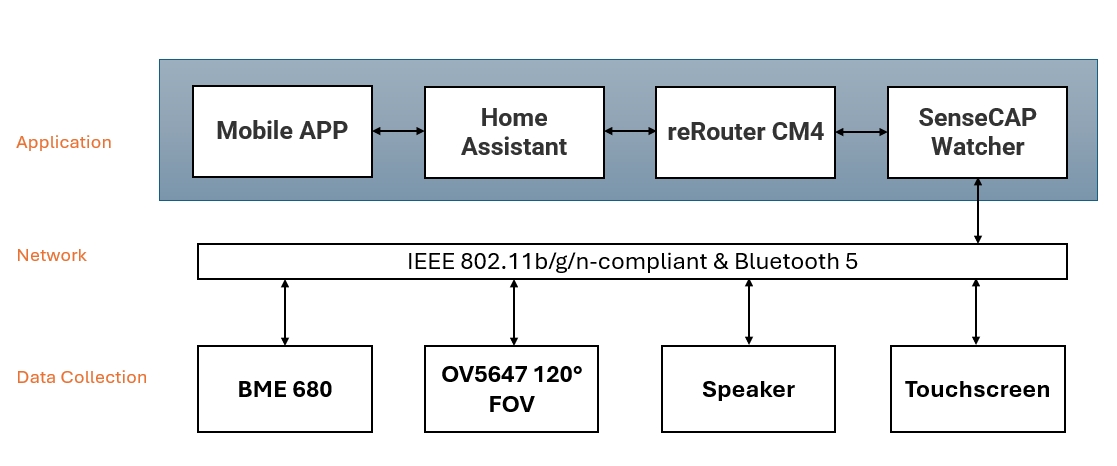 Application
Mobile APP
Home
Assistant
reRouter CM4
SenseCAP
Watcher
Network
IEEE 802.11b/g/n-compliant & Bluetooth 5
Data Collection
BME 680
OV5647 120°
FOV
Speaker
Touchscreen